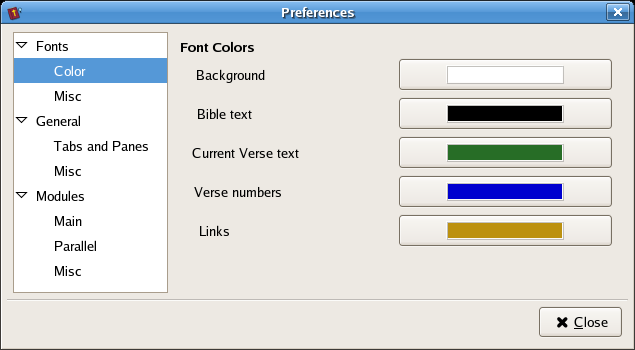 Preferences
Fonts
Color
Misc
General
Tabs and Panes
Misc
Modules
Main
Parallel
Misc
Font Colors
Background
Bible text
Current Verse text
Verse numbers
Links
Close